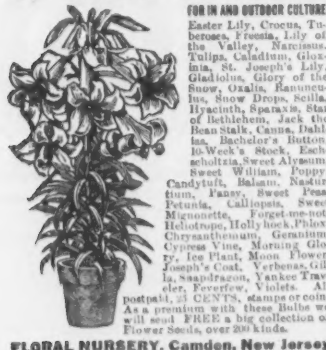 FOR IN AND OUTDOOR CULTURE
Easter Lily, Crocus, Tu-
beroses, Freesia, Lily of
the Valley, Narcissus,
Tulips, Caladium, Glox-
inia, St. Joseph's Lily,
Gladiolus, Glory of the
Snow, Oxalis, Ranuncu-
lus, Snow Drops, Scilla,
Hyacinth, Sparaxis, Star
of Bethlehem, Jack the
Bean Stalk, Canna, Dahl
ias, Bachelor's Button,
10-Week's Stock, Esch
scholtzia, Sweet Alyssum
Sweet William, Poppy
Candytuft, Balsam, Nastur
tium, Pansy, Sweet Peas
Petunia, Calliopsis, Sweet
Mignonette, Forget-me-not
Heliotrope, Hollyhock, Phlox
Chrysanthemum, Geranium
Cypress Vine, Morning Glo
ry, Ice Plant, Moon Flower
Joseph's Coat, Verbenas, Gil
ia, Snapdragon, Yankee Trav
eler, Feverfew, Violets. All
postpaid, 25 CENTS, stamps or coin
As a premium with these Bulbs we
will send FREE a big collection of
Flower Seeds, over 200 kinds.
FLORAL NURSERY, Camden, New Jersey